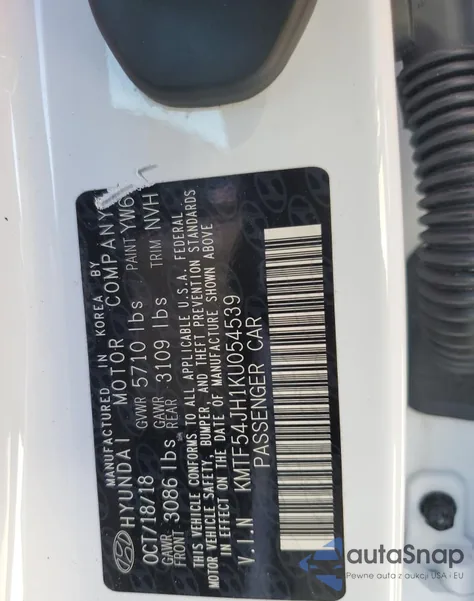 MANUFACTURED IN KOREA BY
HYUNDAI MOTOR COMPANY
OCT/18/18 GVWR 5710 lbs PAINT YW6
GAWR FRONT 3086 lbs GAWR REAR 3109 lbs TRIM NVH
THIS VEHICLE CONFORMS TO ALL APPLICABLE U.S.A. FEDERAL
MOTOR VEHICLE SAFETY, BUMPER, AND THEFT PREVENTION STANDARDS
IN EFFECT ON THE DATE OF MANUFACTURE SHOWN ABOVE
V.I.N KMTF54JH1KU054539
PASSENGER CAR
autoSnap
Pewne auta z aukcji USA i EU